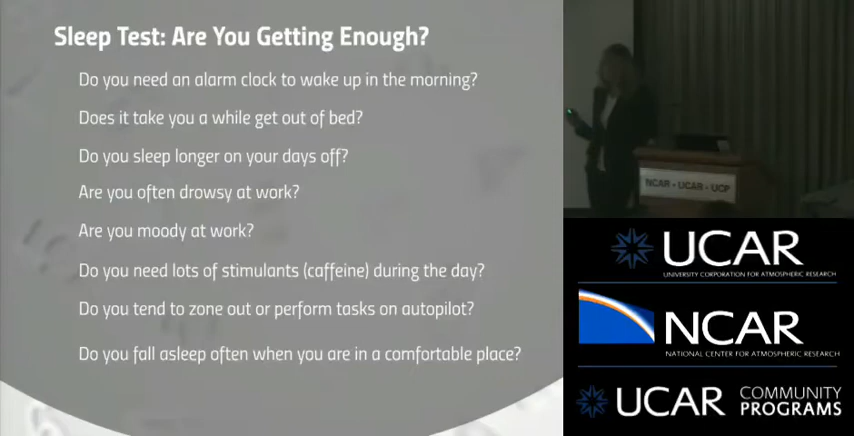 Sleep Test: Are You Getting Enough?
Do you need an alarm clock to wake up in the morning?
Does it take you a while get out of bed?
Do you sleep longer on your days off?
Are you often drowsy at work?
Are you moody at work?
Do you need lots of stimulants (caffeine) during the day?
Do you tend to zone out or perform tasks on autopilot?
Do you fall asleep often when you are in a comfortable place?
NCAR • UCAR • UCP
UCAR
UNIVERSITY CORPORATION FOR ATMOSPHERIC RESEARCH
NCAR
NATIONAL CENTER FOR ATMOSPHERIC RESEARCH
UCAR COMMUNITY PROGRAMS